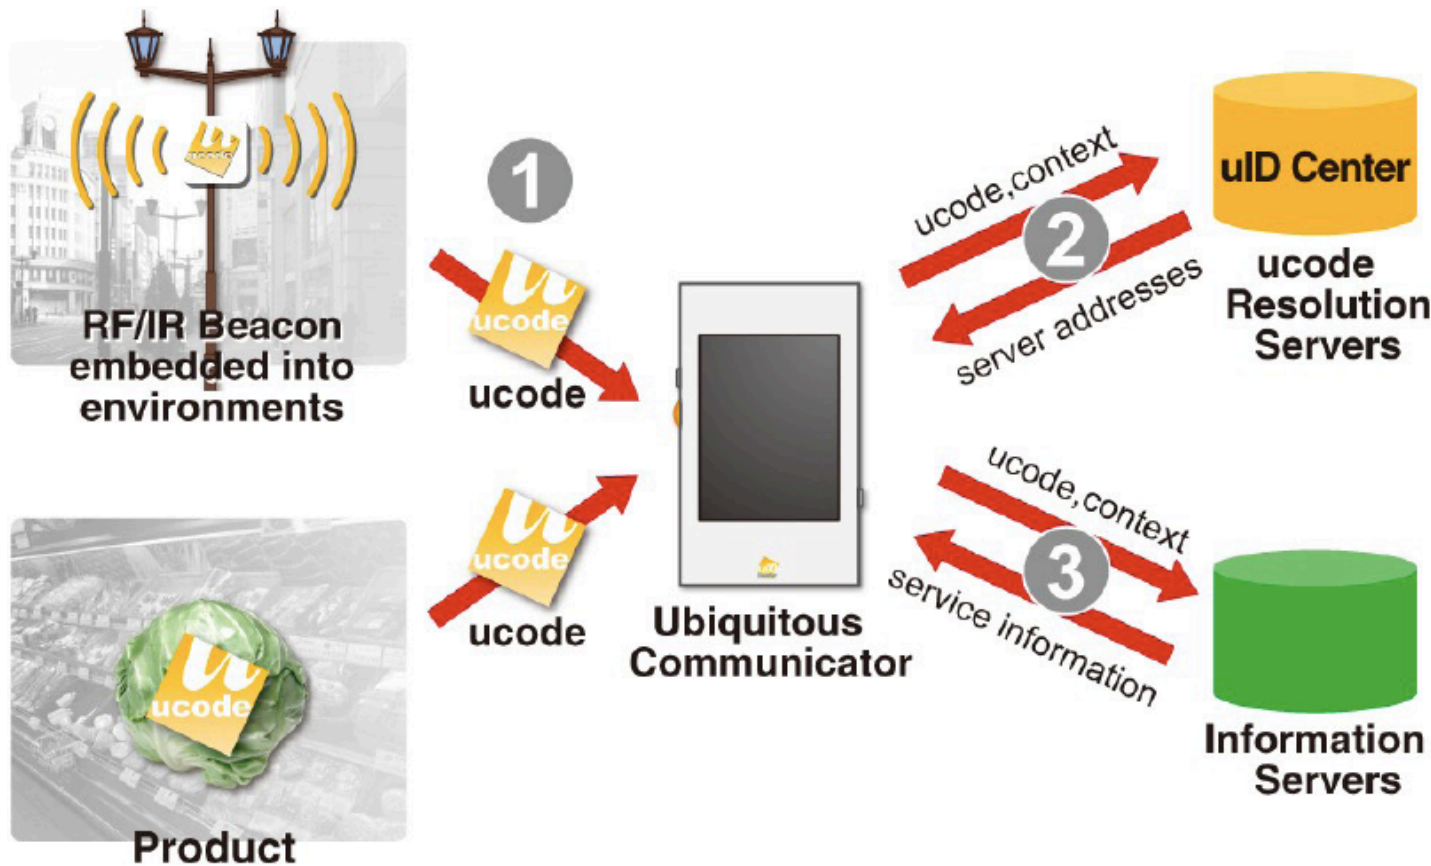 ucode
RF/IR Beacon
embedded into
environments
1
ucode
ucode
ucode
ucode
ucode
Product
Ubiquitous
Communicator
ucode,context
2
server addresses
uID Center
ucode
Resolution
Servers
ucode,context
3
service information
Information
Servers